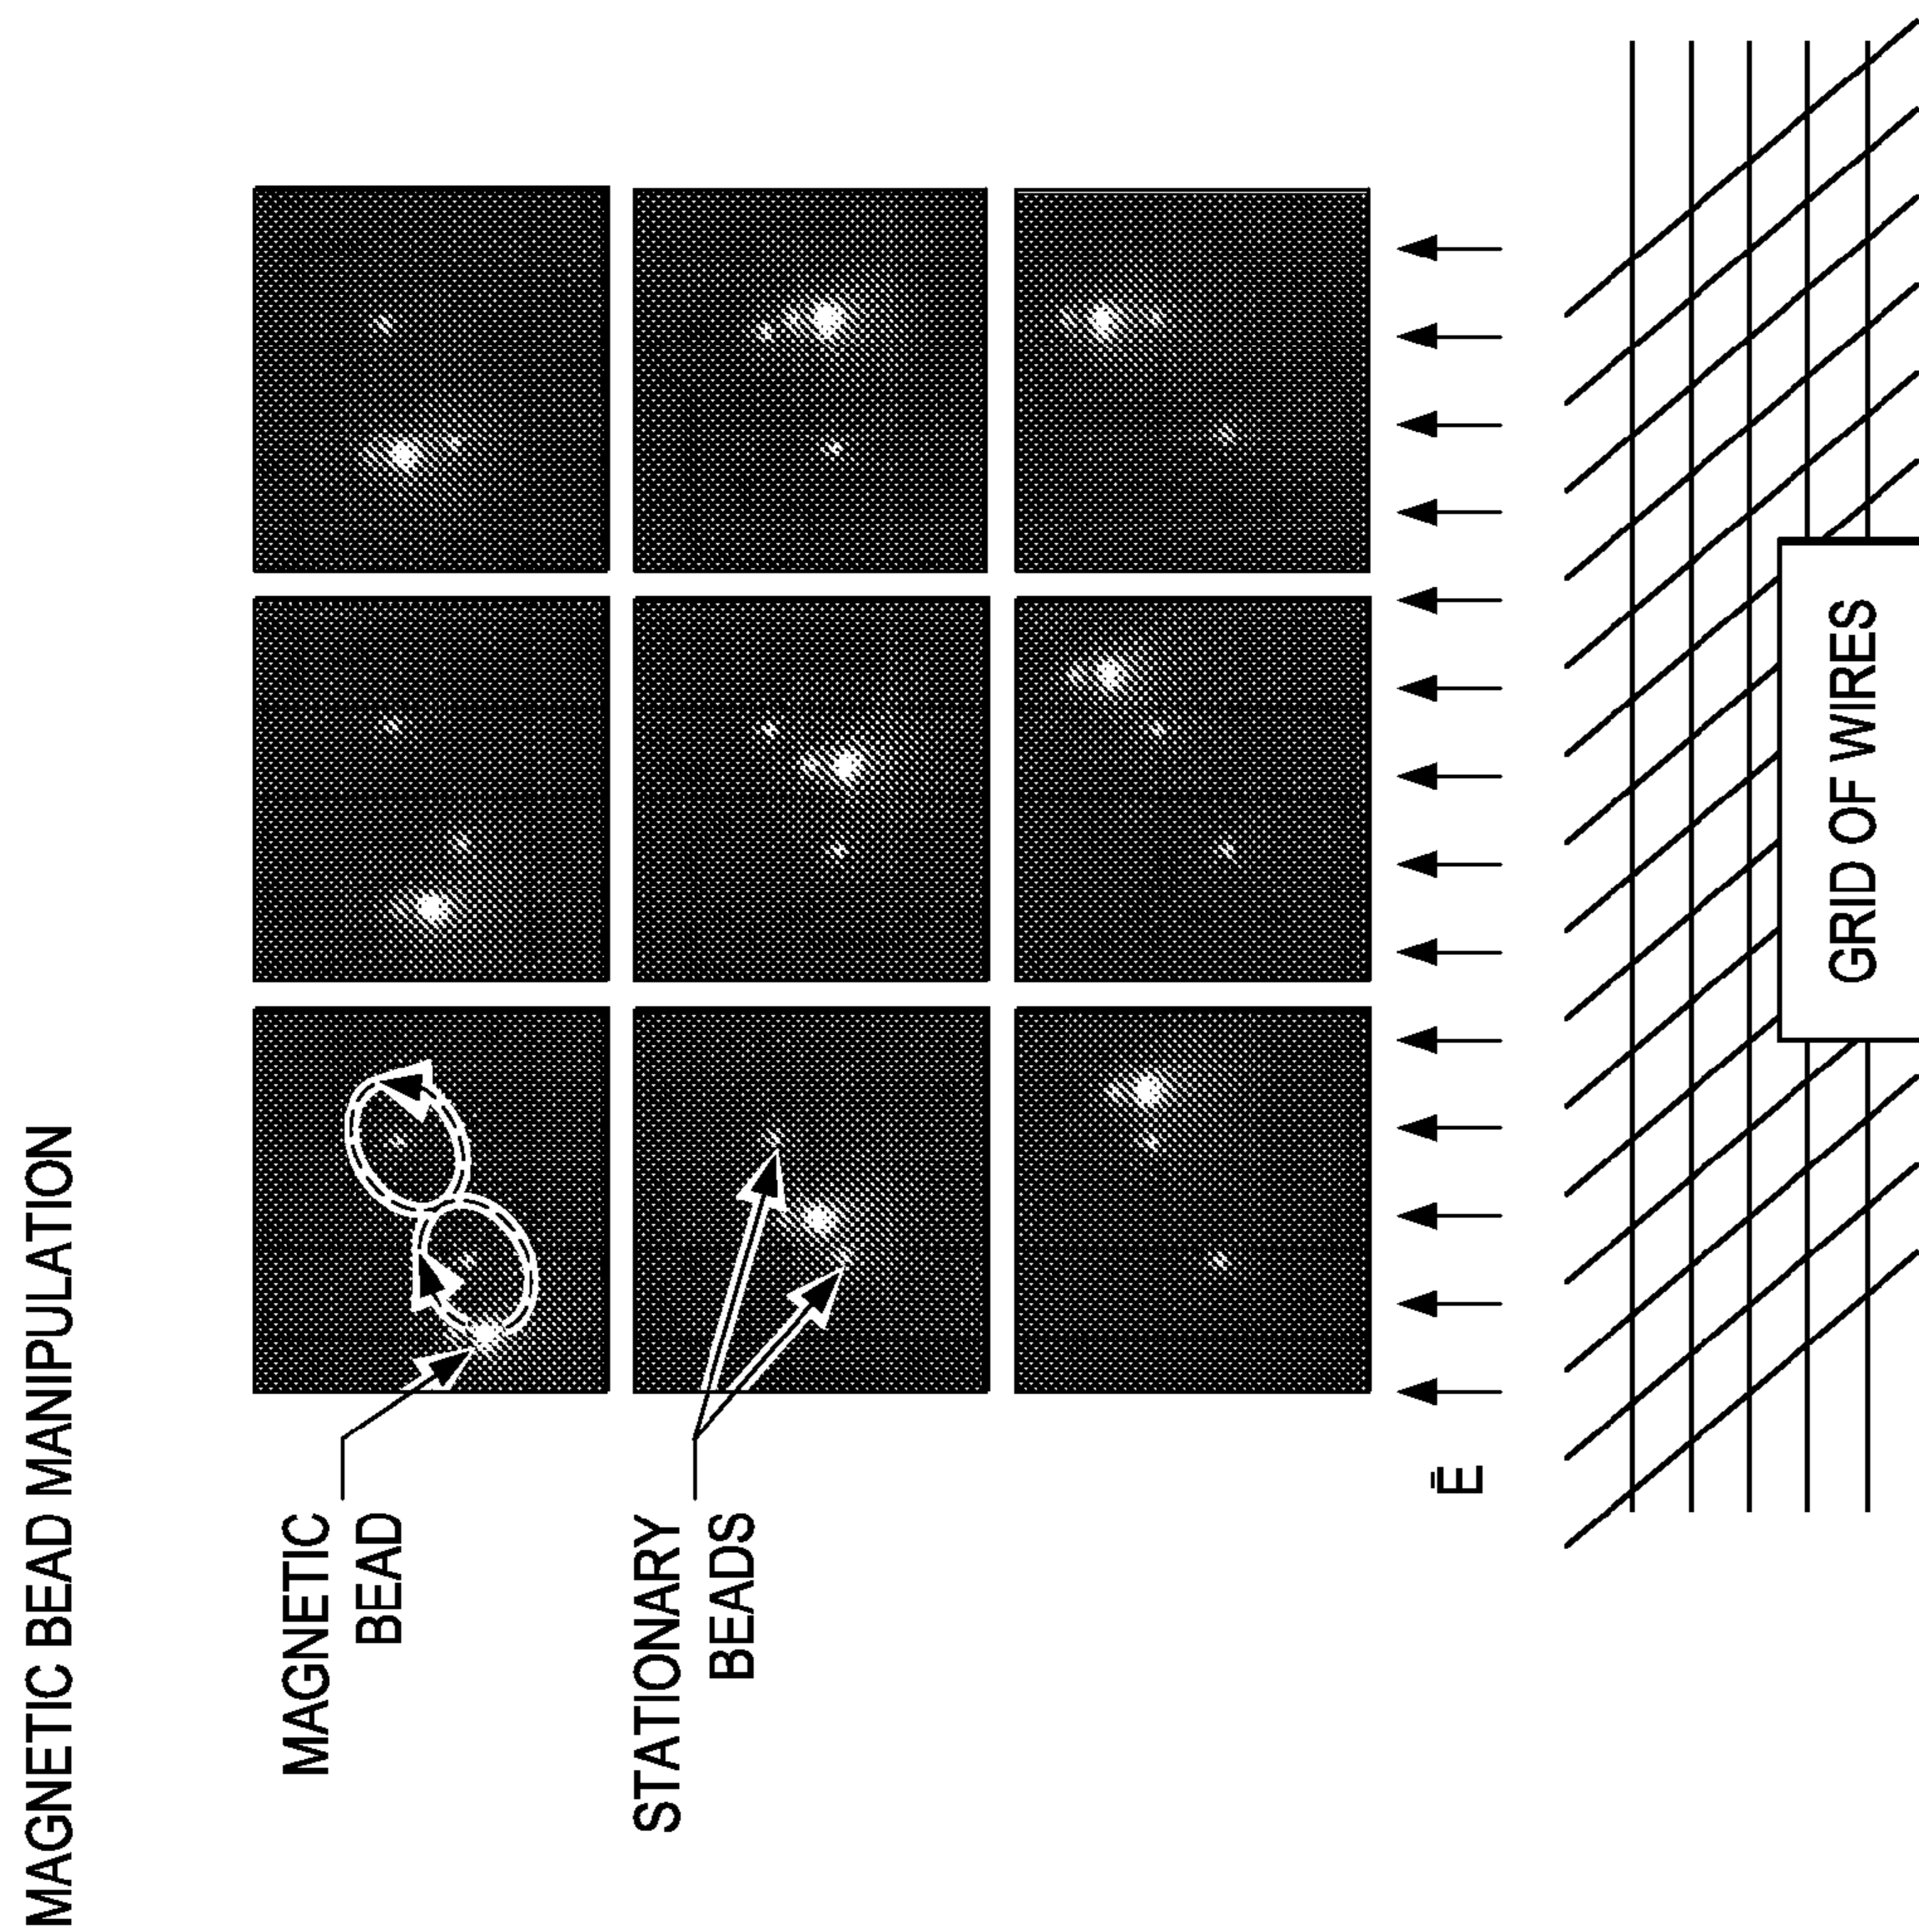 MAGNETIC BEAD MANIPULATION
MAGNETIC
BEAD
STATIONARY
BEADS
Ē
GRID OF WIRES